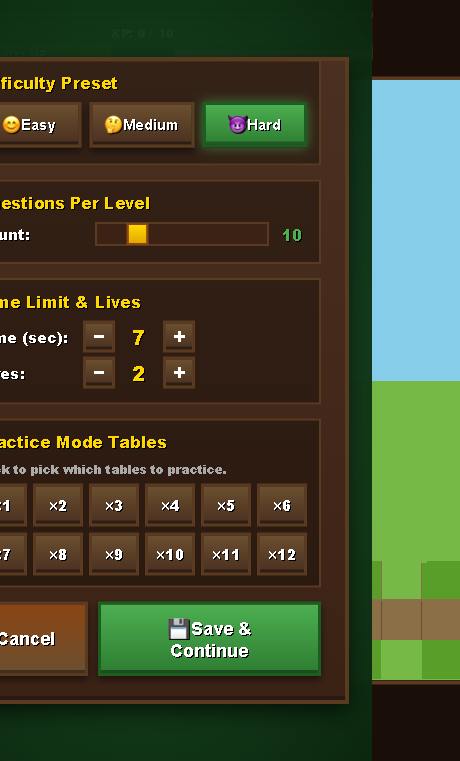 XP: 0 / 10
fficulty Preset
😊Easy
🤔Medium
😈Hard
estions Per Level
unt:
10
me Limit & Lives
me (sec):
−
7
+
es:
−
2
+
actice Mode Tables
k to pick which tables to practice.
×1
×2
×3
×4
×5
×6
×7
×8
×9
×10
×11
×12
Cancel
💾Save &
Continue